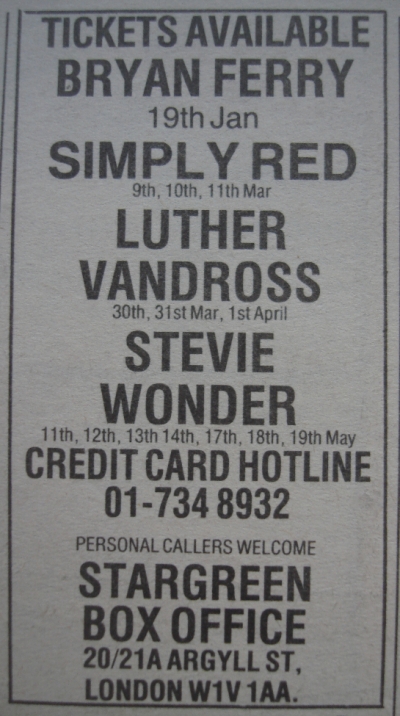 TICKETS AVAILABLE
BRYAN FERRY
19th Jan
SIMPLY RED
9th, 10th, 11th Mar
LUTHER
VANDROSS
30th, 31st Mar, 1st April
STEVIE
WONDER
11th, 12th, 13th 14th, 17th, 18th, 19th May
CREDIT CARD HOTLINE
01-734 8932
PERSONAL CALLERS WELCOME
STARGREEN
BOX OFFICE
20/21A ARGYLL ST,
LONDON W1V 1AA.